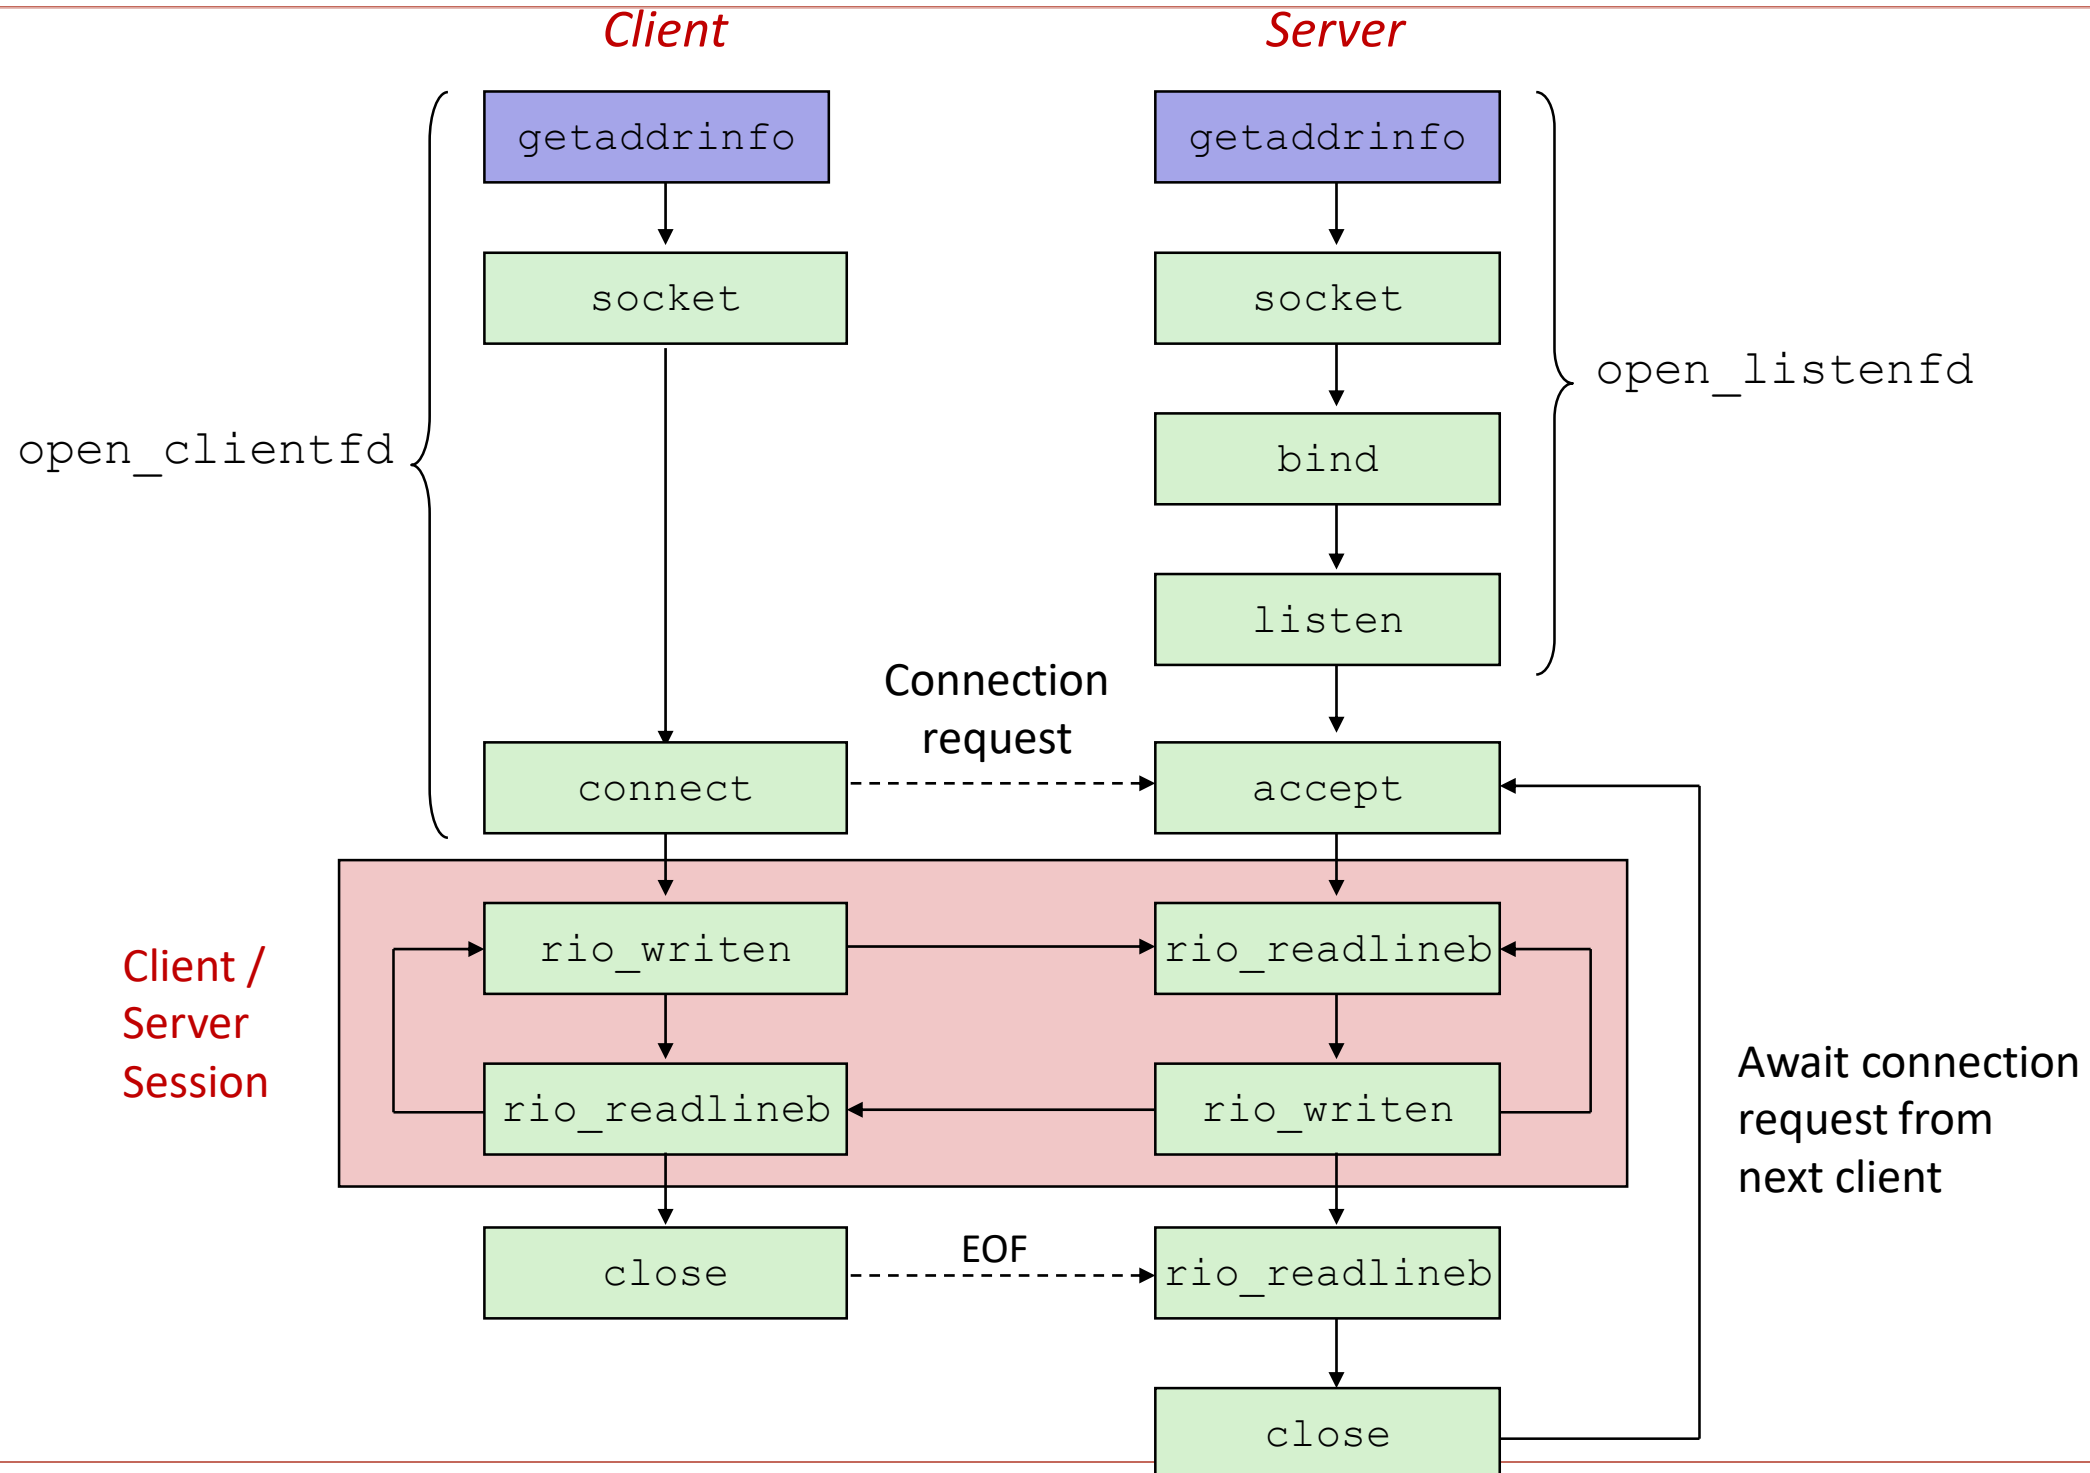 Client
Server
getaddrinfo
getaddrinfo
socket
socket
open_listenfd
open_clientfd
bind
listen
Connection
request
connect
accept
Client /
Server
Session
rio_writen
rio_readlineb
rio_readlineb
rio_writen
Await connection
request from
next client
close
EOF
rio_readlineb
close